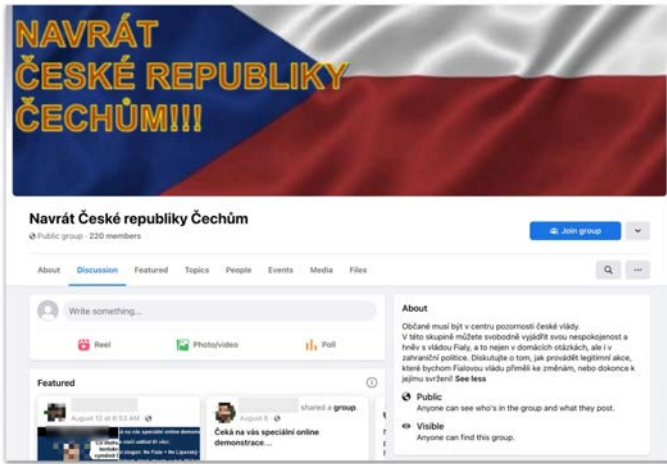 NAVRÁT
ČESKÉ REPUBLIKY
ČECHŮM!!!
Navrát České republiky Čechům
Public group · 220 members
Join group
About Discussion Featured Topics People Events Media Files
Write something...
Reel Photo/video Poll
Featured
August 12 at 8:53 AM
August 6
shared a group.
Čeká na vás speciální online
demonstrace...
About
Občané musí být v centru pozornosti české vlády.
V této skupině můžete svobodně vyjádřit svou nespokojenost a
hněv s vládou Fialy, a to nejen v domácích otázkách, ale i v
zahraniční politice. Diskutujte o tom, jak provádět legitimní akce,
které bychom Fialovou vládu přiměli ke změnám, nebo dokonce k
jejímu svržení! See less
Public
Anyone can see who's in the group and what they post.
Visible
Anyone can find this group.